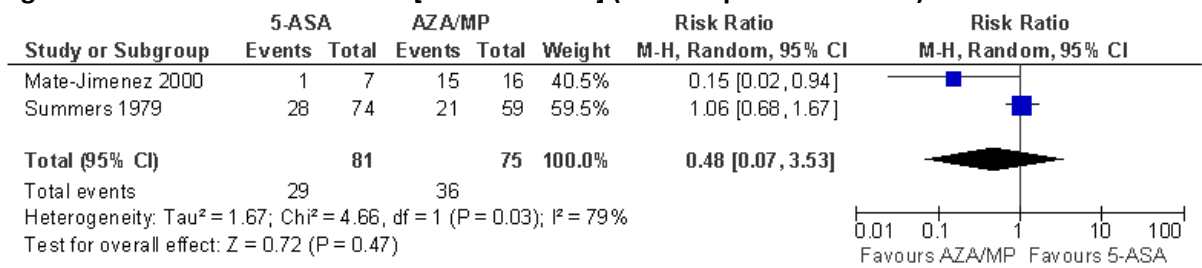 5-ASA AZA/MP Risk Ratio Risk Ratio
Study or Subgroup Events Total Events Total Weight M-H, Random, 95% CI M-H, Random, 95% CI
Mate-Jimenez 2000 1 7 15 16 40.5% 0.15 [0.02, 0.94]
Summers 1979 28 74 21 59 59.5% 1.06 [0.68, 1.67]
Total (95% CI) 81 75 100.0% 0.48 [0.07, 3.53]
Total events 29 36
Heterogeneity: Tau² = 1.67; Chi² = 4.66, df = 1 (P = 0.03); I² = 79%
Test for overall effect: Z = 0.72 (P = 0.47)
0.01 0.1 1 10 100
Favours AZA/MP Favours 5-ASA